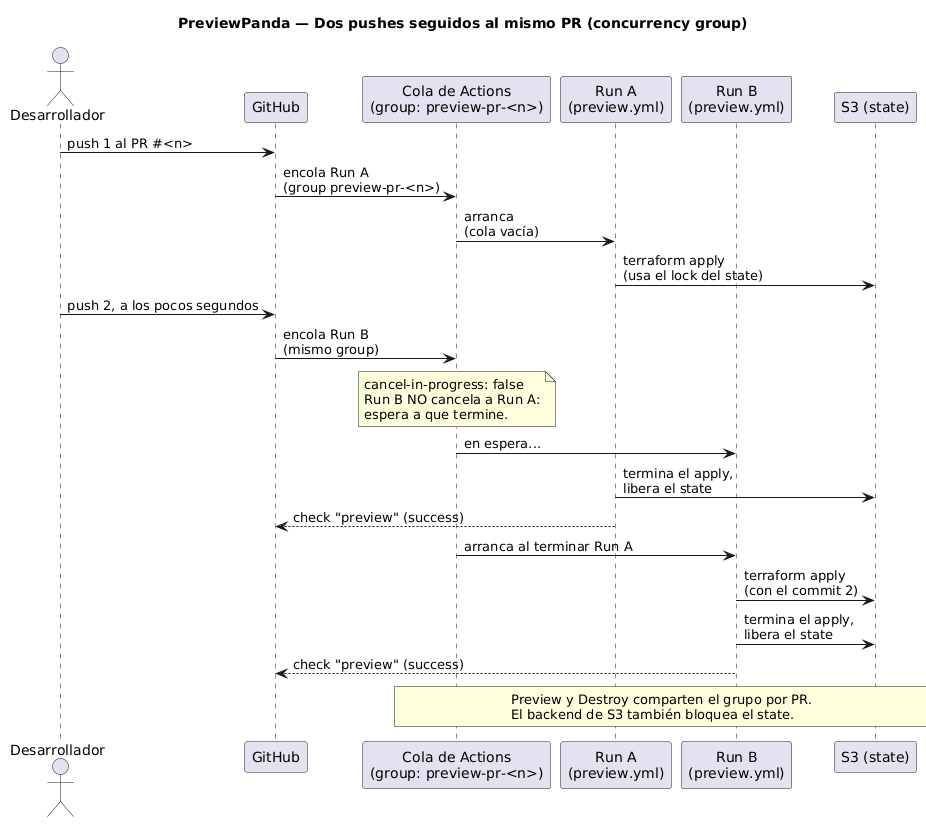 PreviewPanda — Dos pushes seguidos al mismo PR (concurrency group)
Desarrollador
GitHub
Cola de Actions
(group: preview-pr-<n>)
Run A
(preview.yml)
Run B
(preview.yml)
S3 (state)
push 1 al PR #<n>
encola Run A
(group preview-pr-<n>)
arranca
(cola vacía)
terraform apply
(usa el lock del state)
push 2, a los pocos segundos
encola Run B
(mismo group)
cancel-in-progress: false
Run B NO cancela a Run A:
espera a que termine.
en espera...
termina el apply,
libera el state
check "preview" (success)
arranca al terminar Run A
terraform apply
(con el commit 2)
termina el apply,
libera el state
check "preview" (success)
Preview y Destroy comparten el grupo por PR.
El backend de S3 también bloquea el state.
Desarrollador
GitHub
Cola de Actions
(group: preview-pr-<n>)
Run A
(preview.yml)
Run B
(preview.yml)
S3 (state)